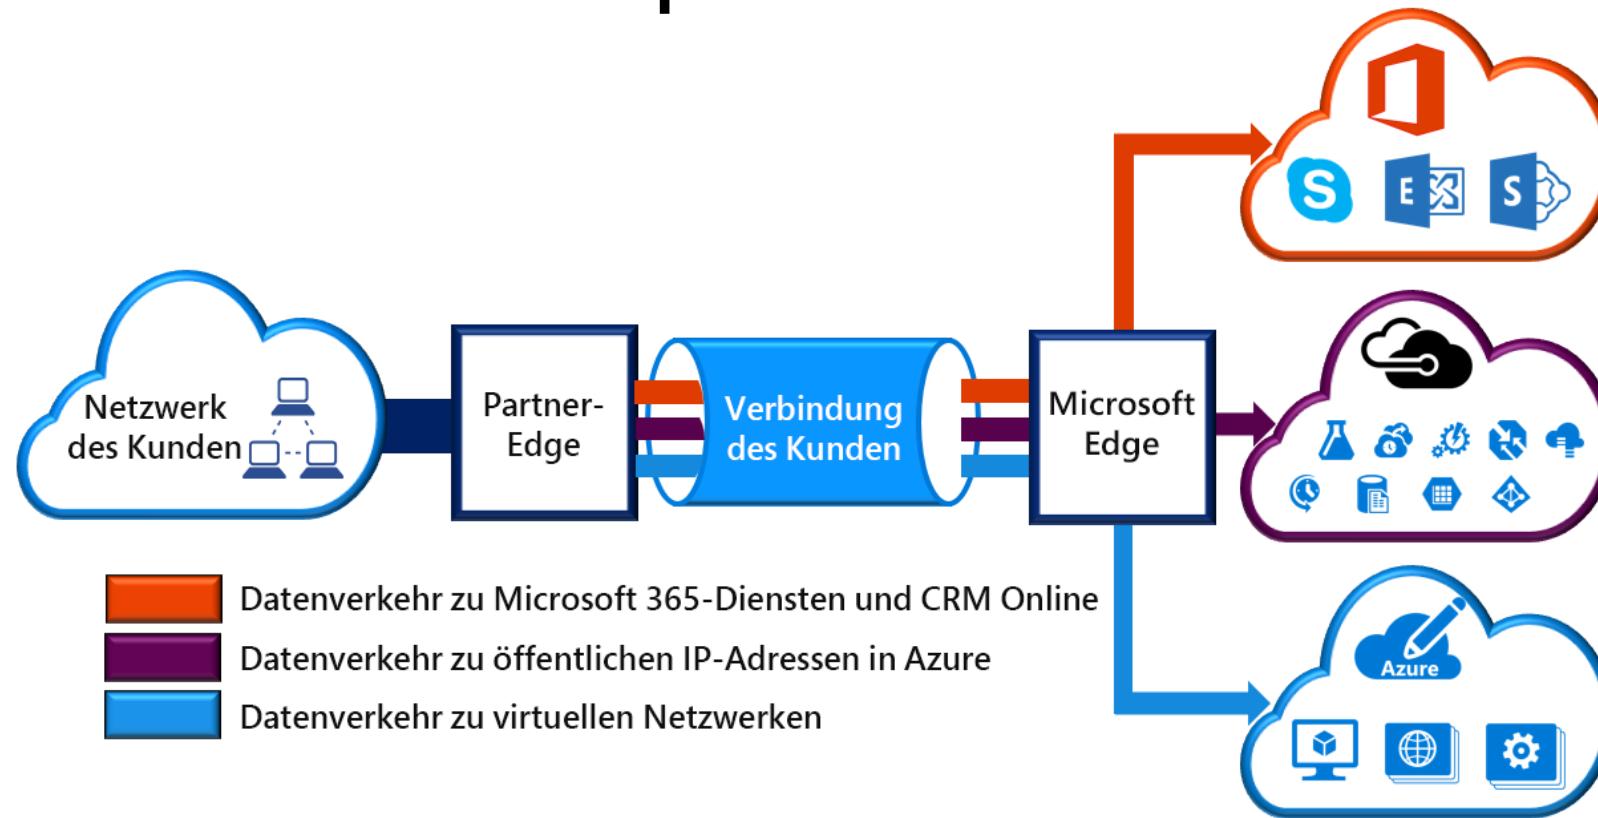 Netzwerk
des Kunden
Partner-
Edge
Verbindung
des Kunden
Microsoft
Edge
S
E
S
Azure
Datenverkehr zu Microsoft 365-Diensten und CRM Online
Datenverkehr zu öffentlichen IP-Adressen in Azure
Datenverkehr zu virtuellen Netzwerken